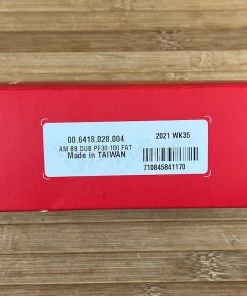 00.6418.028.004 2021 WK35
AM BB DUB PF30 100 FAT
Made in TAIWAN
710845841170